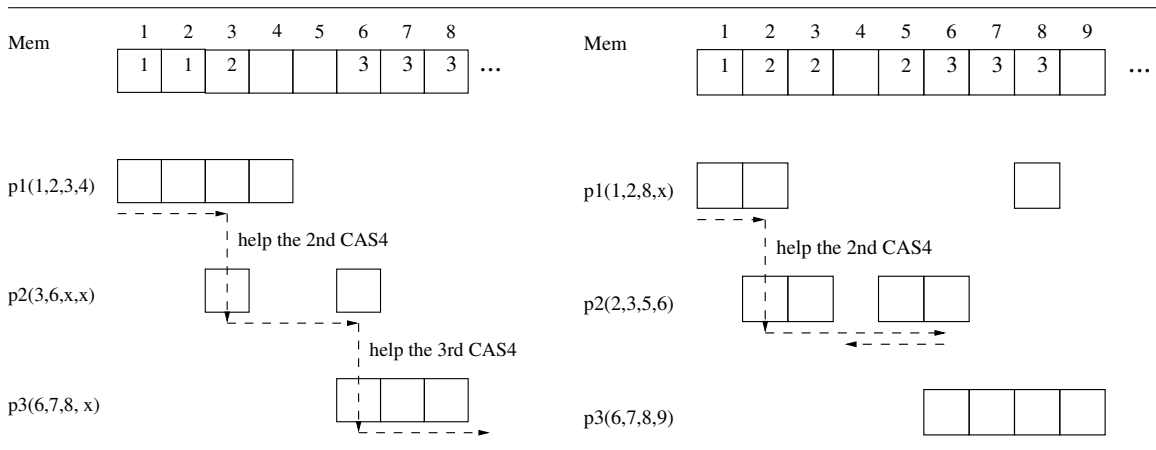 1 2 3 4 5 6 7 8
Mem
1 1 2 3 3 3 ...
p1(1,2,3,4)
help the 2nd CAS4
p2(3,6,x,x)
help the 3rd CAS4
p3(6,7,8, x)
1 2 3 4 5 6 7 8 9
Mem
1 2 2 2 3 3 3 ...
p1(1,2,8,x)
help the 2nd CAS4
p2(2,3,5,6)
p3(6,7,8,9)